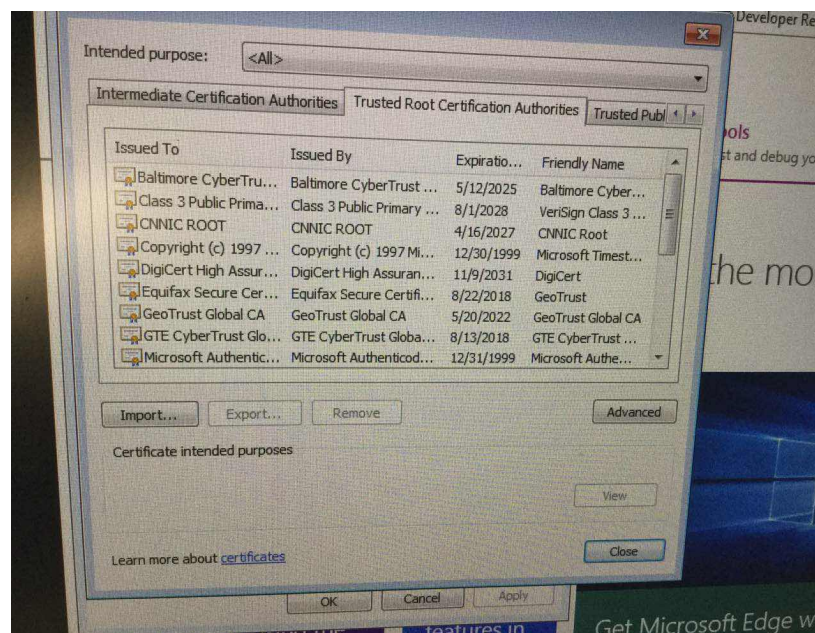 Developer Re
Intended purpose: <All>
Intermediate Certification Authorities Trusted Root Certification Authorities Trusted Publ
ools
st and debug yo
Issued To Issued By Expiratio... Friendly Name
Baltimore CyberTru... Baltimore CyberTrust ... 5/12/2025 Baltimore Cyber...
Class 3 Public Prima... Class 3 Public Primary ... 8/1/2028 VeriSign Class 3 ...
CNNIC ROOT CNNIC ROOT 4/16/2027 CNNIC Root
Copyright (c) 1997 ... Copyright (c) 1997 Mi... 12/30/1999 Microsoft Timest...
DigiCert High Assur... DigiCert High Assuran... 11/9/2031 DigiCert
Equifax Secure Cer... Equifax Secure Certifi... 8/22/2018 GeoTrust
GeoTrust Global CA GeoTrust Global CA 5/20/2022 GeoTrust Global CA
GTE CyberTrust Glo... GTE CyberTrust Globa... 8/13/2018 GTE CyberTrust ...
Microsoft Authentic... Microsoft Authenticod... 12/31/1999 Microsoft Authe...
he mo
Import... Export... Remove Advanced
Certificate intended purposes
View
Learn more about certificates
Close
OK Cancel Apply
features in
Get Microsoft Edge w